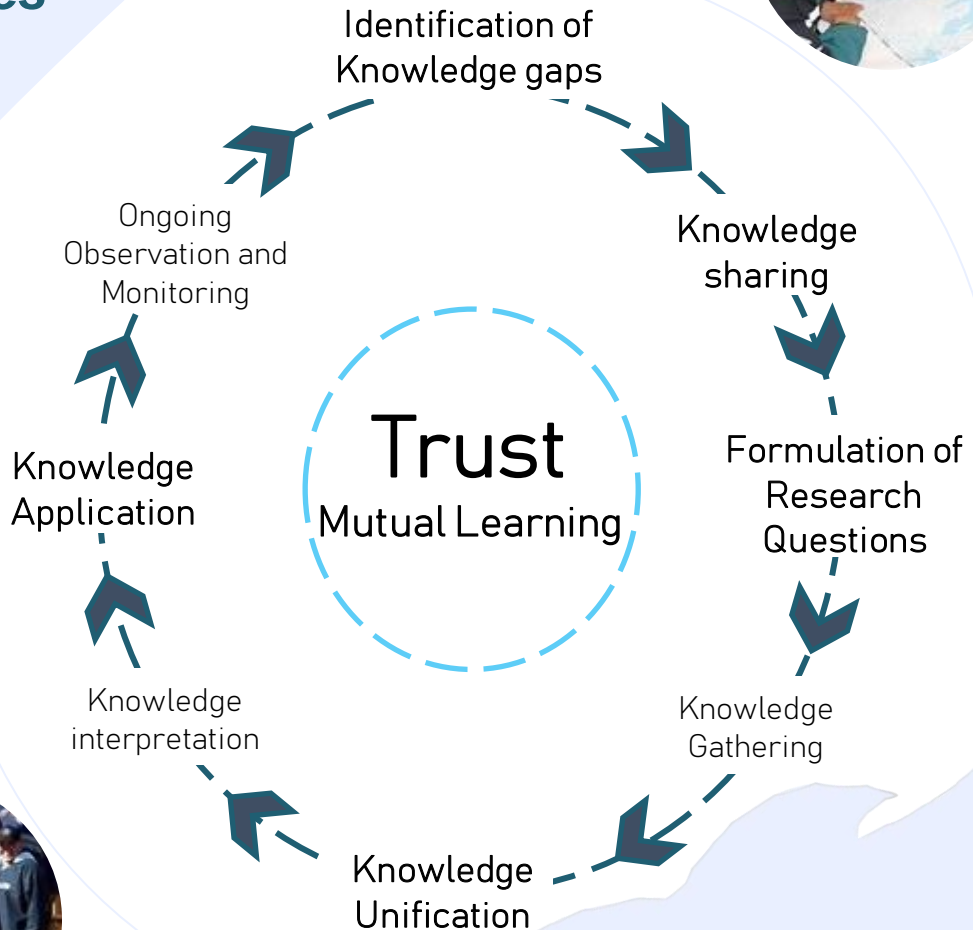 Identification of
Knowledge gaps
Knowledge
sharing
Formulation of
Research
Questions
Knowledge
Gathering
Knowledge
Unification
Knowledge
interpretation
Knowledge
Application
Ongoing
Observation and
Monitoring
Trust
Mutual Learning